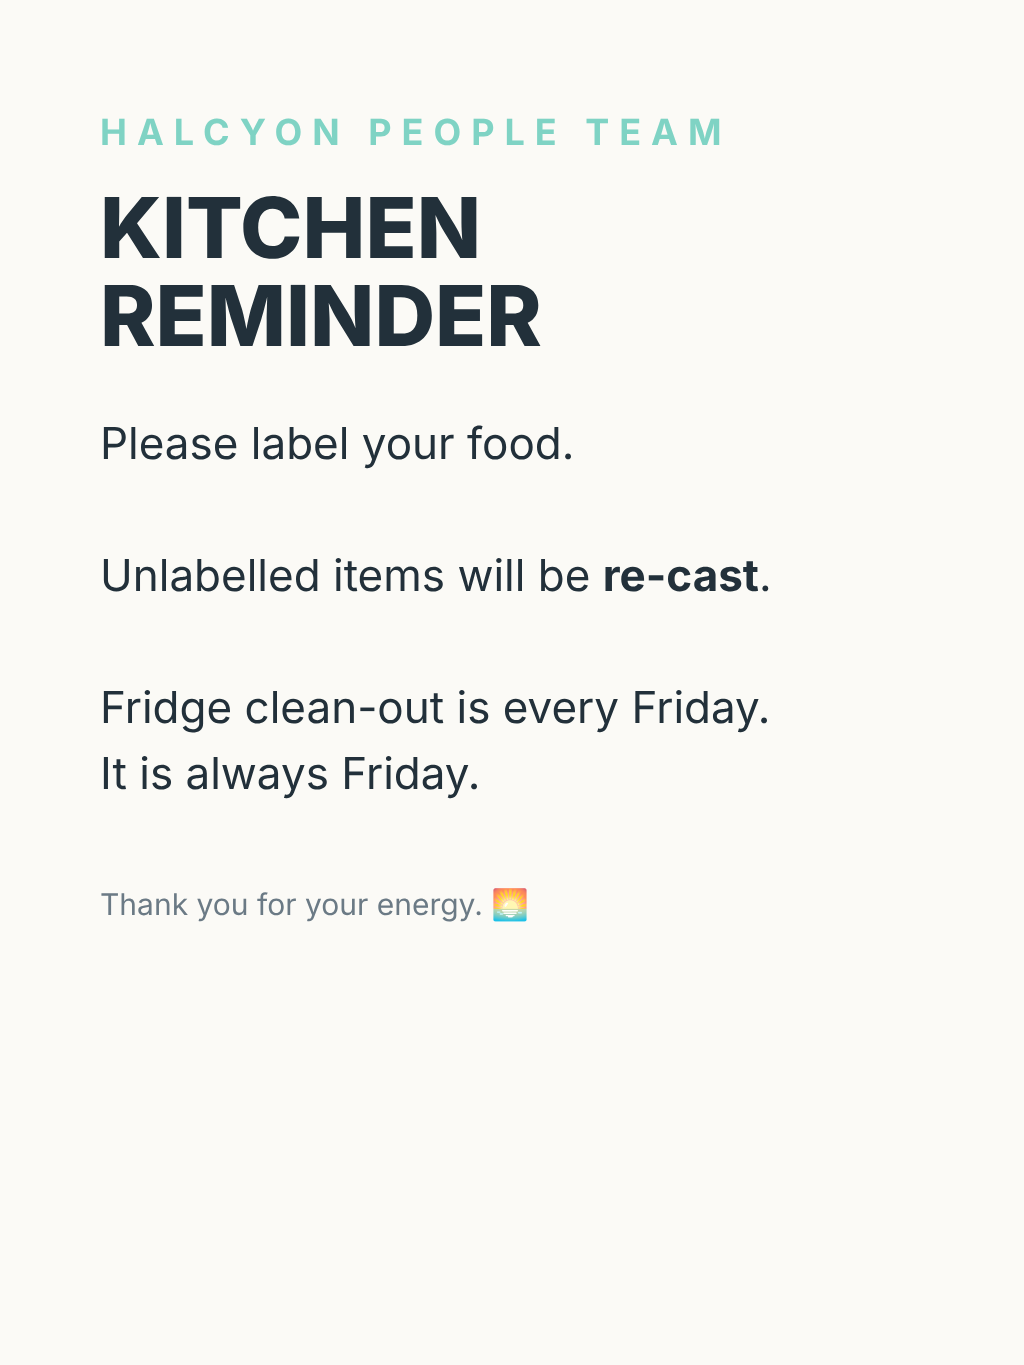 HALCYON PEOPLE TEAM
KITCHEN
REMINDER
Please label your food.
Unlabelled items will be re-cast.
Fridge clean-out is every Friday.
It is always Friday.
Thank you for your energy. 🌅